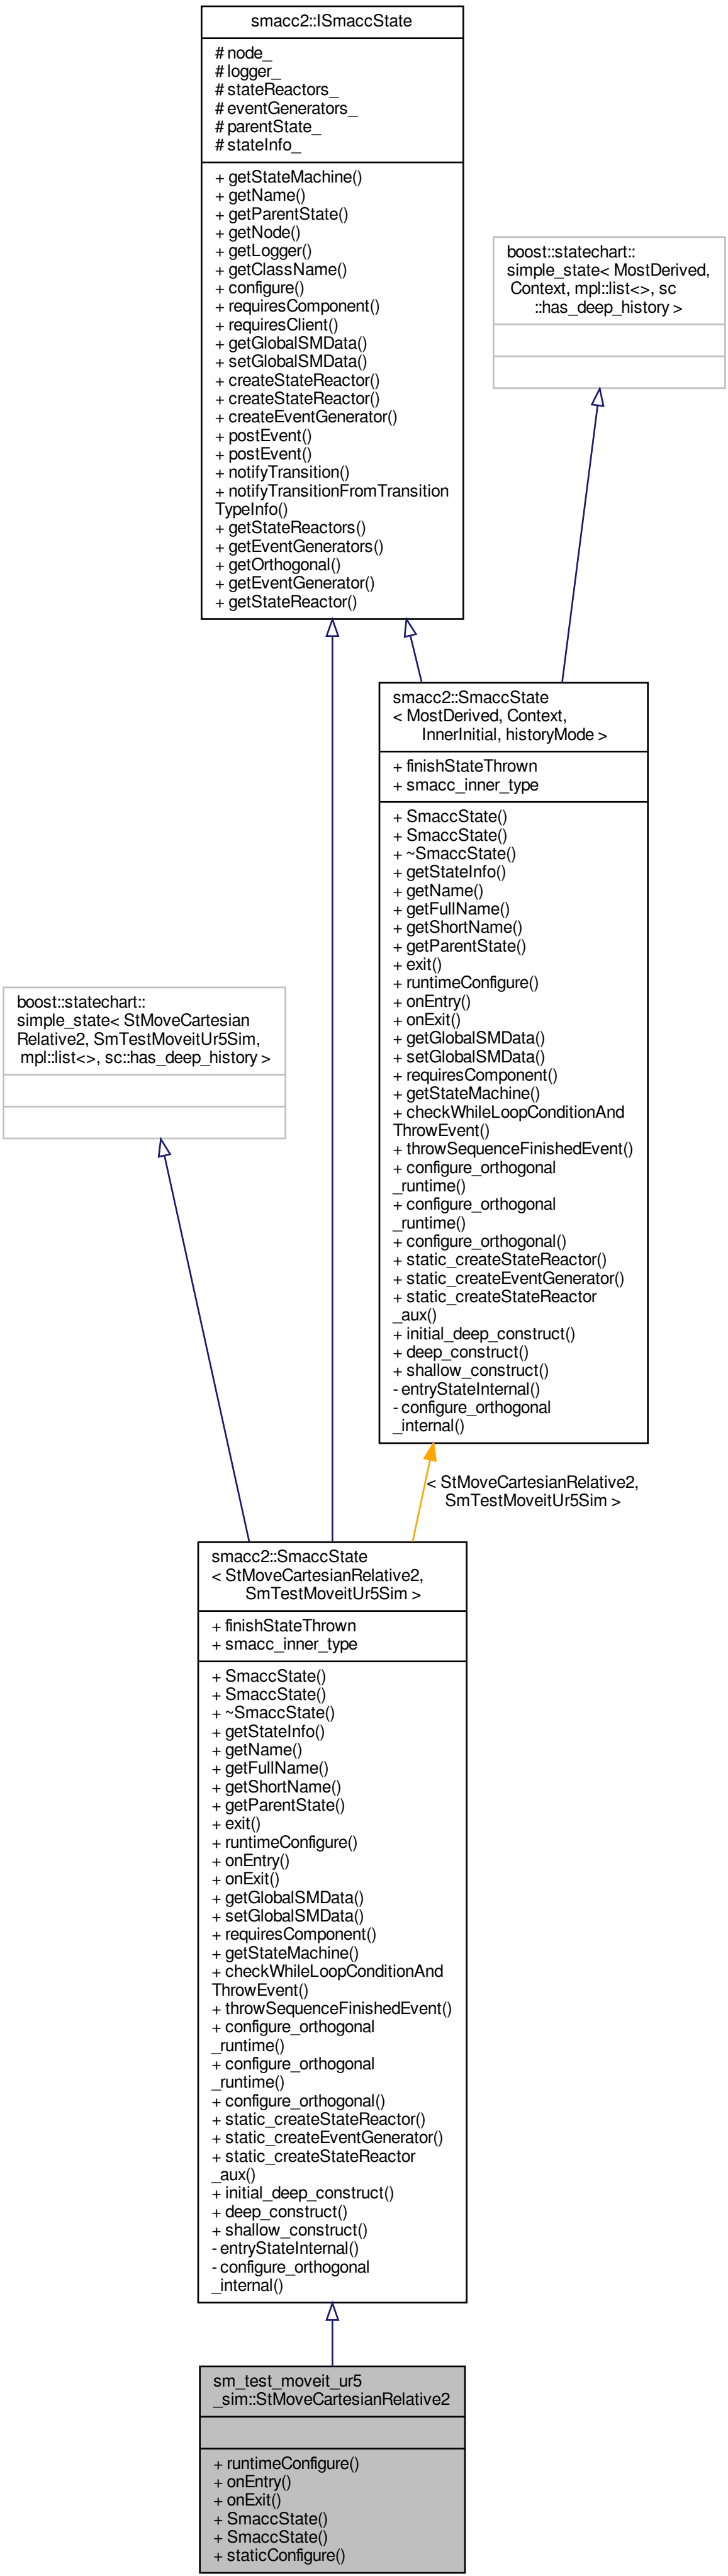 smacc2::ISmaccState
# node_
# logger_
# stateReactors_
# eventGenerators_
# parentState_
# stateInfo_
+ getStateMachine()
+ getName()
+ getParentState()
+ getNode()
+ getLogger()
+ getClassName()
+ configure()
+ requiresComponent()
+ requiresClient()
+ getGlobalSMData()
+ setGlobalSMData()
+ createStateReactor()
+ createStateReactor()
+ createEventGenerator()
+ postEvent()
+ postEvent()
+ notifyTransition()
+ notifyTransitionFromTransition
TypeInfo()
+ getStateReactors()
+ getEventGenerators()
+ getOrthogonal()
+ getEventGenerator()
+ getStateReactor()
boost::statechart::
simple_state< MostDerived,
Context, mpl::list<>, sc
::has_deep_history >
smacc2::SmaccState
< MostDerived, Context,
InnerInitial, historyMode >
+ finishStateThrown
+ smacc_inner_type
+ SmaccState()
+ SmaccState()
+ ~SmaccState()
+ getStateInfo()
+ getName()
+ getFullName()
+ getShortName()
+ getParentState()
+ exit()
+ runtimeConfigure()
+ onEntry()
+ onExit()
+ getGlobalSMData()
+ setGlobalSMData()
+ requiresComponent()
+ getStateMachine()
+ checkWhileLoopConditionAnd
ThrowEvent()
+ throwSequenceFinishedEvent()
+ configure_orthogonal
_runtime()
+ configure_orthogonal
_runtime()
+ configure_orthogonal()
+ static_createStateReactor()
+ static_createEventGenerator()
+ static_createStateReactor
_aux()
+ initial_deep_construct()
+ deep_construct()
+ shallow_construct()
- entryStateInternal()
- configure_orthogonal
_internal()
boost::statechart::
simple_state< StMoveCartesian
Relative2, SmTestMoveitUr5Sim,
mpl::list<>, sc::has_deep_history >
< StMoveCartesianRelative2,
SmTestMoveitUr5Sim >
smacc2::SmaccState
< StMoveCartesianRelative2,
SmTestMoveitUr5Sim >
+ finishStateThrown
+ smacc_inner_type
+ SmaccState()
+ SmaccState()
+ ~SmaccState()
+ getStateInfo()
+ getName()
+ getFullName()
+ getShortName()
+ getParentState()
+ exit()
+ runtimeConfigure()
+ onEntry()
+ onExit()
+ getGlobalSMData()
+ setGlobalSMData()
+ requiresComponent()
+ getStateMachine()
+ checkWhileLoopConditionAnd
ThrowEvent()
+ throwSequenceFinishedEvent()
+ configure_orthogonal
_runtime()
+ configure_orthogonal
_runtime()
+ configure_orthogonal()
+ static_createStateReactor()
+ static_createEventGenerator()
+ static_createStateReactor
_aux()
+ initial_deep_construct()
+ deep_construct()
+ shallow_construct()
- entryStateInternal()
- configure_orthogonal
_internal()
sm_test_moveit_ur5
_sim::StMoveCartesianRelative2
+ runtimeConfigure()
+ onEntry()
+ onExit()
+ SmaccState()
+ SmaccState()
+ staticConfigure()